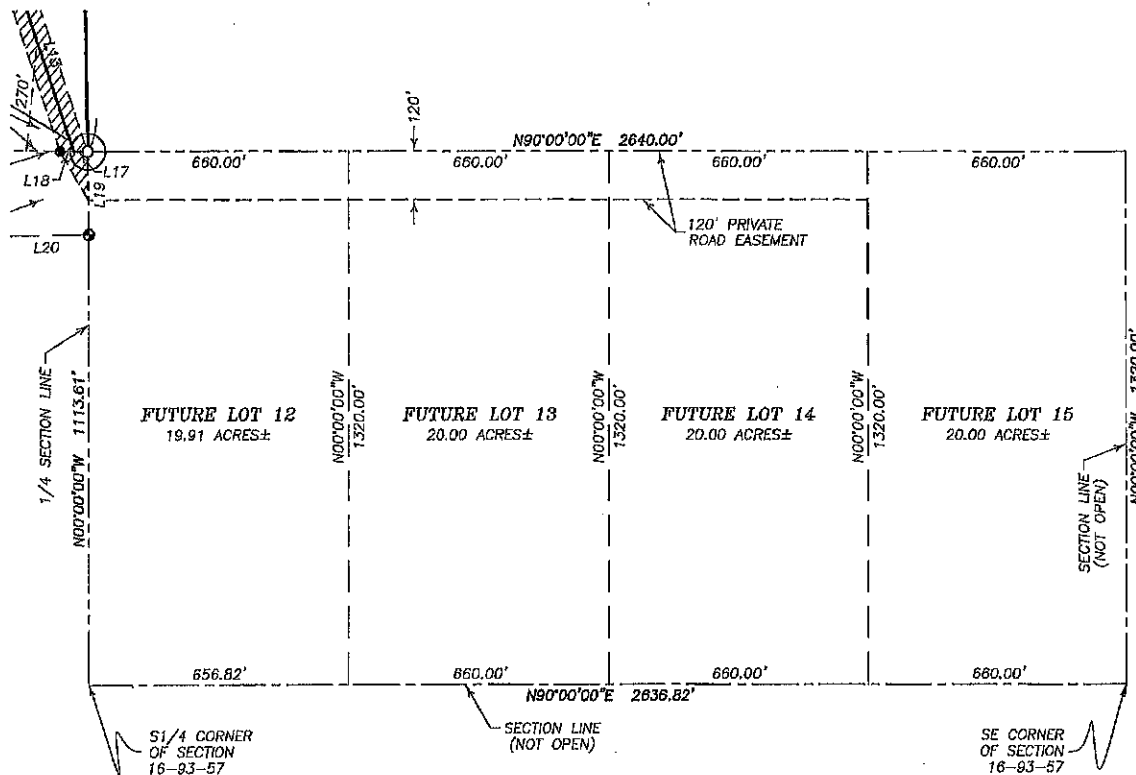 270'
120'
N90°00'00"E 2640.00'
660.00'
660.00'
660.00'
660.00'
L18
L17
L19
L20
120' PRIVATE
ROAD EASEMENT
1/4 SECTION LINE
N00°00'00"W 1113.61'
FUTURE LOT 12
19.91 ACRES±
N00°00'00"W
1320.00'
FUTURE LOT 13
20.00 ACRES±
N00°00'00"W
1320.00'
FUTURE LOT 14
20.00 ACRES±
N00°00'00"W
1320.00'
FUTURE LOT 15
20.00 ACRES±
SECTION LINE
(NOT OPEN)
N00°00'00"W 1320.00'
656.82'
660.00'
660.00'
660.00'
N90°00'00"E 2636.82'
S1/4 CORNER
OF SECTION
16-93-57
SECTION LINE
(NOT OPEN)
SE CORNER
OF SECTION
16-93-57